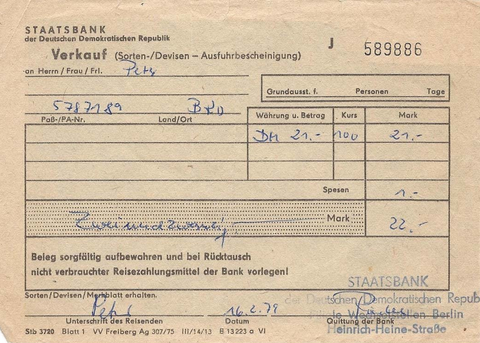 STAATSBANK
der Deutschen Demokratischen Republik
J 589886
Verkauf (Sorten-/Devisen – Ausfuhrbescheinigung)
an Herrn / Frau / Frl.
Grundausst. f. Personen Tage
5787189 BRD
Paß-/PA-Nr. Land/Ort
Währung u. Betrag Kurs Mark
DM 21.- 100 21.-
Spesen 1.-
Zweiundzwanzig Mark 22.-
Beleg sorgfältig aufbewahren und bei Rücktausch
nicht verbrauchter Reisezahlungsmittel der Bank vorlegen!
STAATSBANK
der Deutschen Demokratischen Republ
Wechselstellen Berlin
Heinrich-Heine-Straße
Sorten/Devisen/Merkblatt erhalten.
16.2.79
Unterschrift des Reisenden Datum Quittung der Bank
Stb 3720 Blatt 1 VV Freiberg Ag 307/75 III/14/13 B 13223 a VI